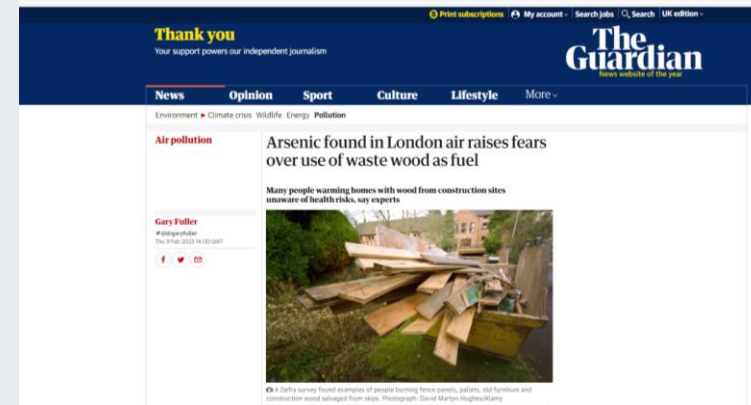 Print subscriptions My account Search jobs Search UK edition
Thank you
Your support powers our independent journalism
The
Guardian
News website of the year
News Opinion Sport Culture Lifestyle More
Environment Climate crisis Wildlife Energy Pollution
Air pollution
Arsenic found in London air raises fears
over use of waste wood as fuel
Many people warming homes with wood from construction sites
unaware of health risks, say experts
Gary Fuller
@drgaryfuller
Thu 9 Feb 2023 14.00 GMT
A Defra survey found examples of people burning fence panels, pallets, old furniture and
construction wood salvaged from skips. Photograph: David Martyn Hughes/Alamy